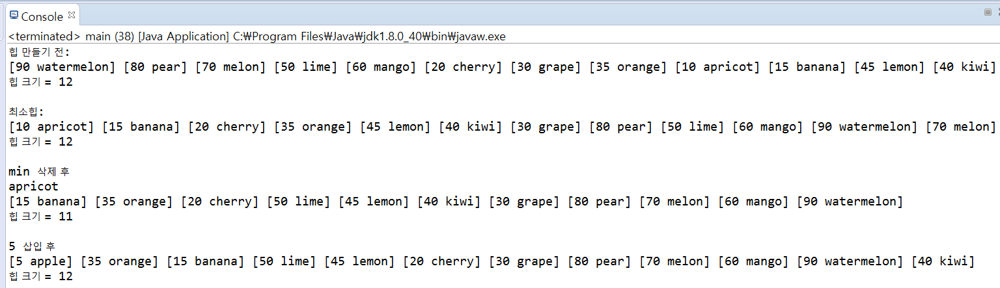 Console
<terminated> main (38) [Java Application] C:₩Program Files₩Java₩jdk1.8.0_40₩bin₩javaw.exe
힙 만들기 전:
[90 watermelon] [80 pear] [70 melon] [50 lime] [60 mango] [20 cherry] [30 grape] [35 orange] [10 apricot] [15 banana] [45 lemon] [40 kiwi]
힙 크기 = 12
최소힙:
[10 apricot] [15 banana] [20 cherry] [35 orange] [45 lemon] [40 kiwi] [30 grape] [80 pear] [50 lime] [60 mango] [90 watermelon] [70 melon]
힙 크기 = 12
min 삭제 후
apricot
[15 banana] [35 orange] [20 cherry] [50 lime] [45 lemon] [40 kiwi] [30 grape] [80 pear] [70 melon] [60 mango] [90 watermelon]
힙 크기 = 11
5 삽입 후
[5 apple] [35 orange] [15 banana] [50 lime] [45 lemon] [20 cherry] [30 grape] [80 pear] [70 melon] [60 mango] [90 watermelon] [40 kiwi]
힙 크기 = 12